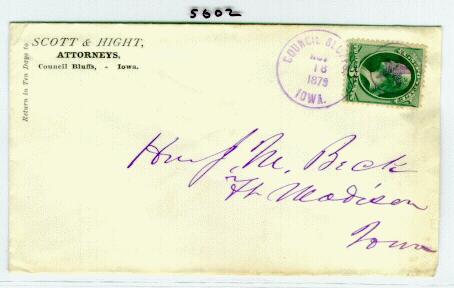 5602
SCOTT & HIGHT,
ATTORNEYS,
Council Bluffs, - Iowa.
Return in Ten Days to
COUNCIL BLUFFS
NOV
18
1879
IOWA.
Hon J. M. Beck
Ft Madison
Iowa